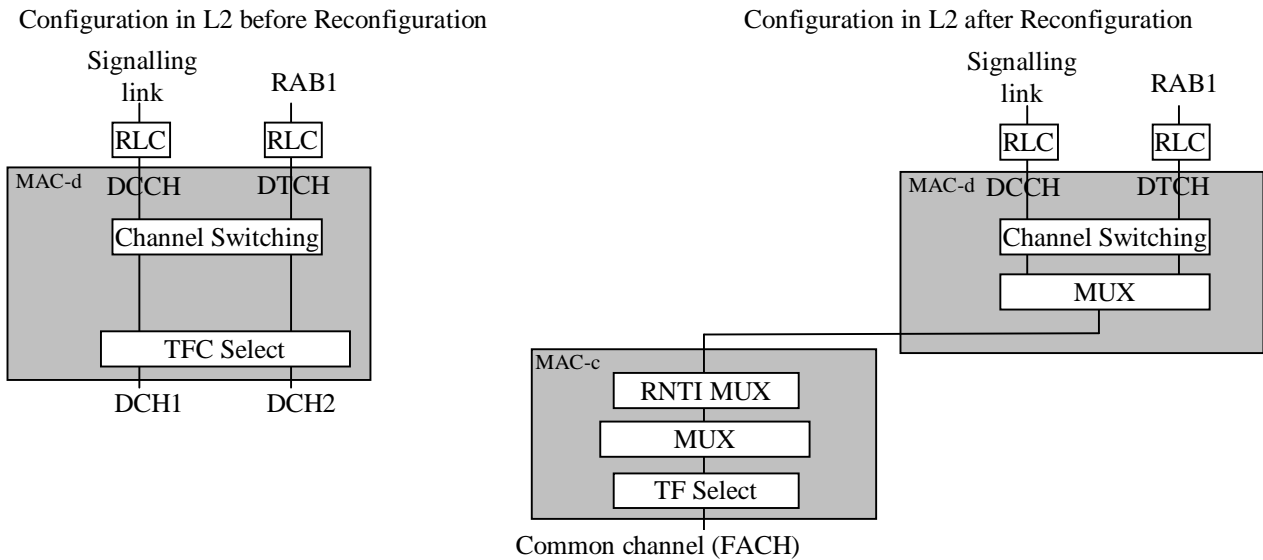 Configuration in L2 before Reconfiguration
Signalling
link
RAB1
RLC
RLC
MAC-d
DCCH
DTCH
Channel Switching
TFC Select
DCH1
DCH2
Configuration in L2 after Reconfiguration
Signalling
link
RAB1
RLC
RLC
MAC-d
DCCH
DTCH
Channel Switching
MUX
MAC-c
RNTI MUX
MUX
TF Select
Common channel (FACH)